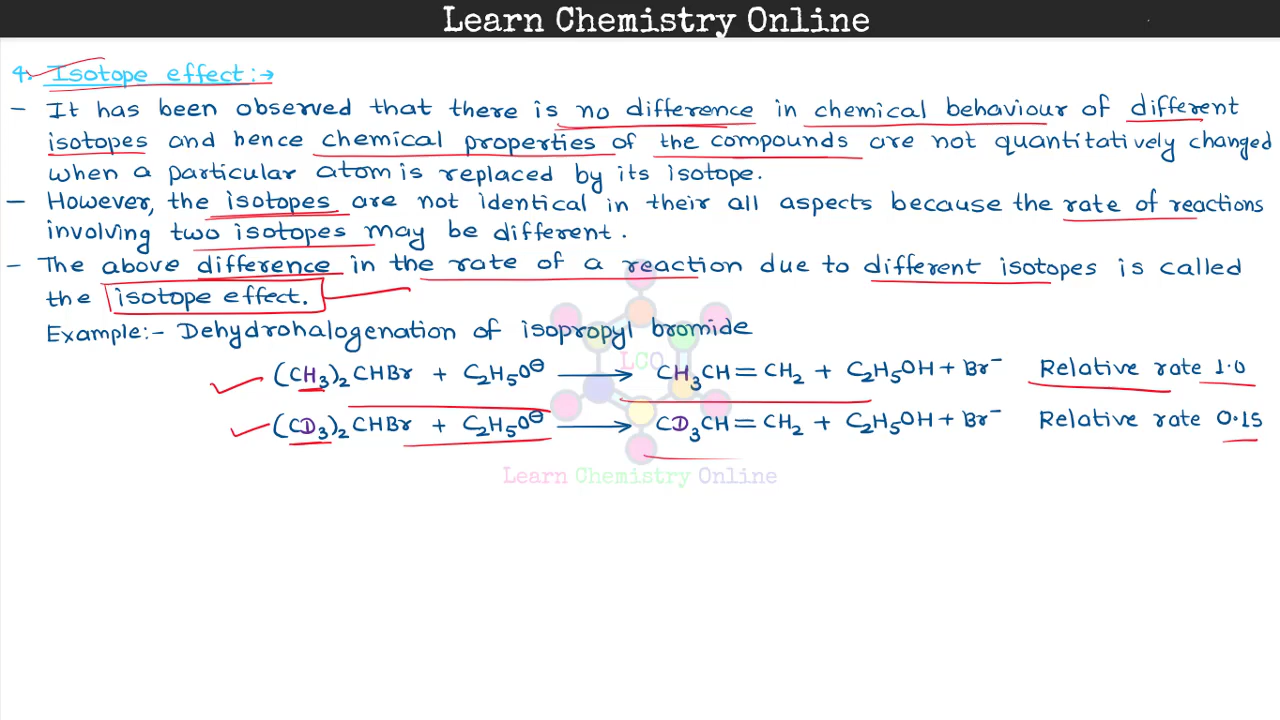 Learn Chemistry Online
4. Isotope effect:→
- It has been observed that there is no difference in chemical behaviour of different
isotopes and hence chemical properties of the compounds are not quantitatively changed
when a particular atom is replaced by its isotope.
- However, the isotopes are not identical in their all aspects because the rate of reactions
involving two isotopes may be different.
- The above difference in the rate of a reaction due to different isotopes is called
the isotope effect.
Example:- Dehydrohalogenation of isopropyl bromide
(CH₃)₂CHBr + C₂H₅O⊖ ⟶ CH₃CH=CH₂ + C₂H₅OH + Br⁻ Relative rate 1.0
LCO
(CD₃)₂CHBr + C₂H₅O⊖ ⟶ CD₃CH=CH₂ + C₂H₅OH + Br⁻ Relative rate 0.15
Learn Chemistry Online